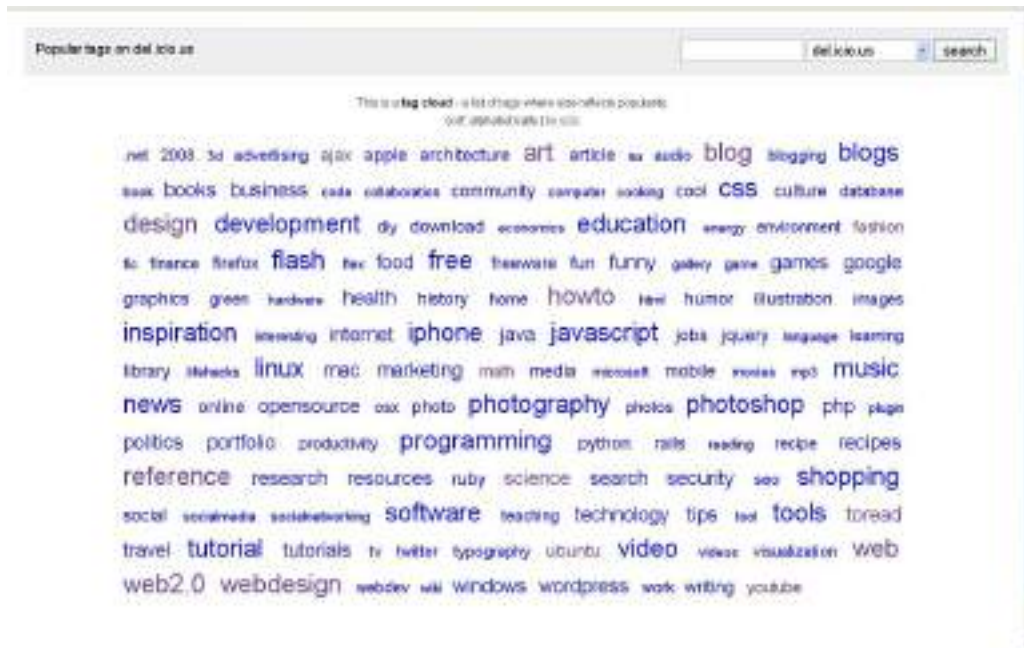 Popular tags on del.icio.us
del.icio.us search
This is a tag cloud - a list of tags where size reflects popularity.
sort: alphabetically | by size
.net 2008 3d advertising ajax apple architecture art article audio blog blogging blogs
book books business code collaboration community computer cooking cool CSS culture database
design development diy download economics education energy environment fashion
fic finance firefox flash flex food free freeware fun funny gallery game games google
graphics green hardware health history home howto html humor illustration images
inspiration interesting internet iphone java javascript jobs jquery language learning
library lifehacks linux mac marketing math media microsoft mobile movies mp3 music
news online opensource osx photo photography photos photoshop php plugin
politics portfolio productivity programming python rails reading recipe recipes
reference research resources ruby science search security seo shopping
social socialmedia socialnetworking software teaching technology tips tool tools toread
travel tutorial tutorials tv twitter typography ubuntu video videos visualization web
web2.0 webdesign webdev wiki windows wordpress work writing youtube